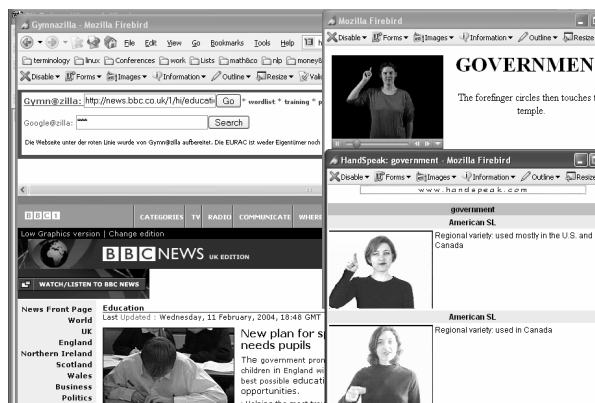 Gymnazilla - Mozilla Firebird
File Edit View Go Bookmarks Tools Help
terminology linux Conferences work Lists math&co nlp money&
Disable Forms Images Information Outline Resize Valid
Gymn@zilla: http://news.bbc.co.uk/1/hi/educati Go * wordlist * training * p
Google@zilla: Search
Die Webseite unter der roten Linie wurde von Gymn@zilla aufbereitet. Die EURAC ist weder Eigentümer noch
BBC1 CATEGORIES TV RADIO COMMUNICATE WHERE
Low Graphics version | Change edition
BBC NEWS UK EDITION
WATCH/LISTEN TO BBC NEWS
News Front Page
World
UK
England
Northern Ireland
Scotland
Wales
Business
Politics
Education
Last Updated : Wednesday, 11 February, 2004, 18:48 GMT
New plan for sp
needs pupils
The government prom
children in England wi
best possible educati
opportunities.
Mozilla Firebird
Disable Forms Images Information Outline Resize
GOVERNMEN
The forefinger circles then touches t
temple.
HandSpeak: government - Mozilla Firebird
Disable Forms Images Information Outline Resize
www.handspeak.com
government
American SL
Regional variety: used mostly in the U.S. and
Canada
American SL
Regional variety: used in Canada